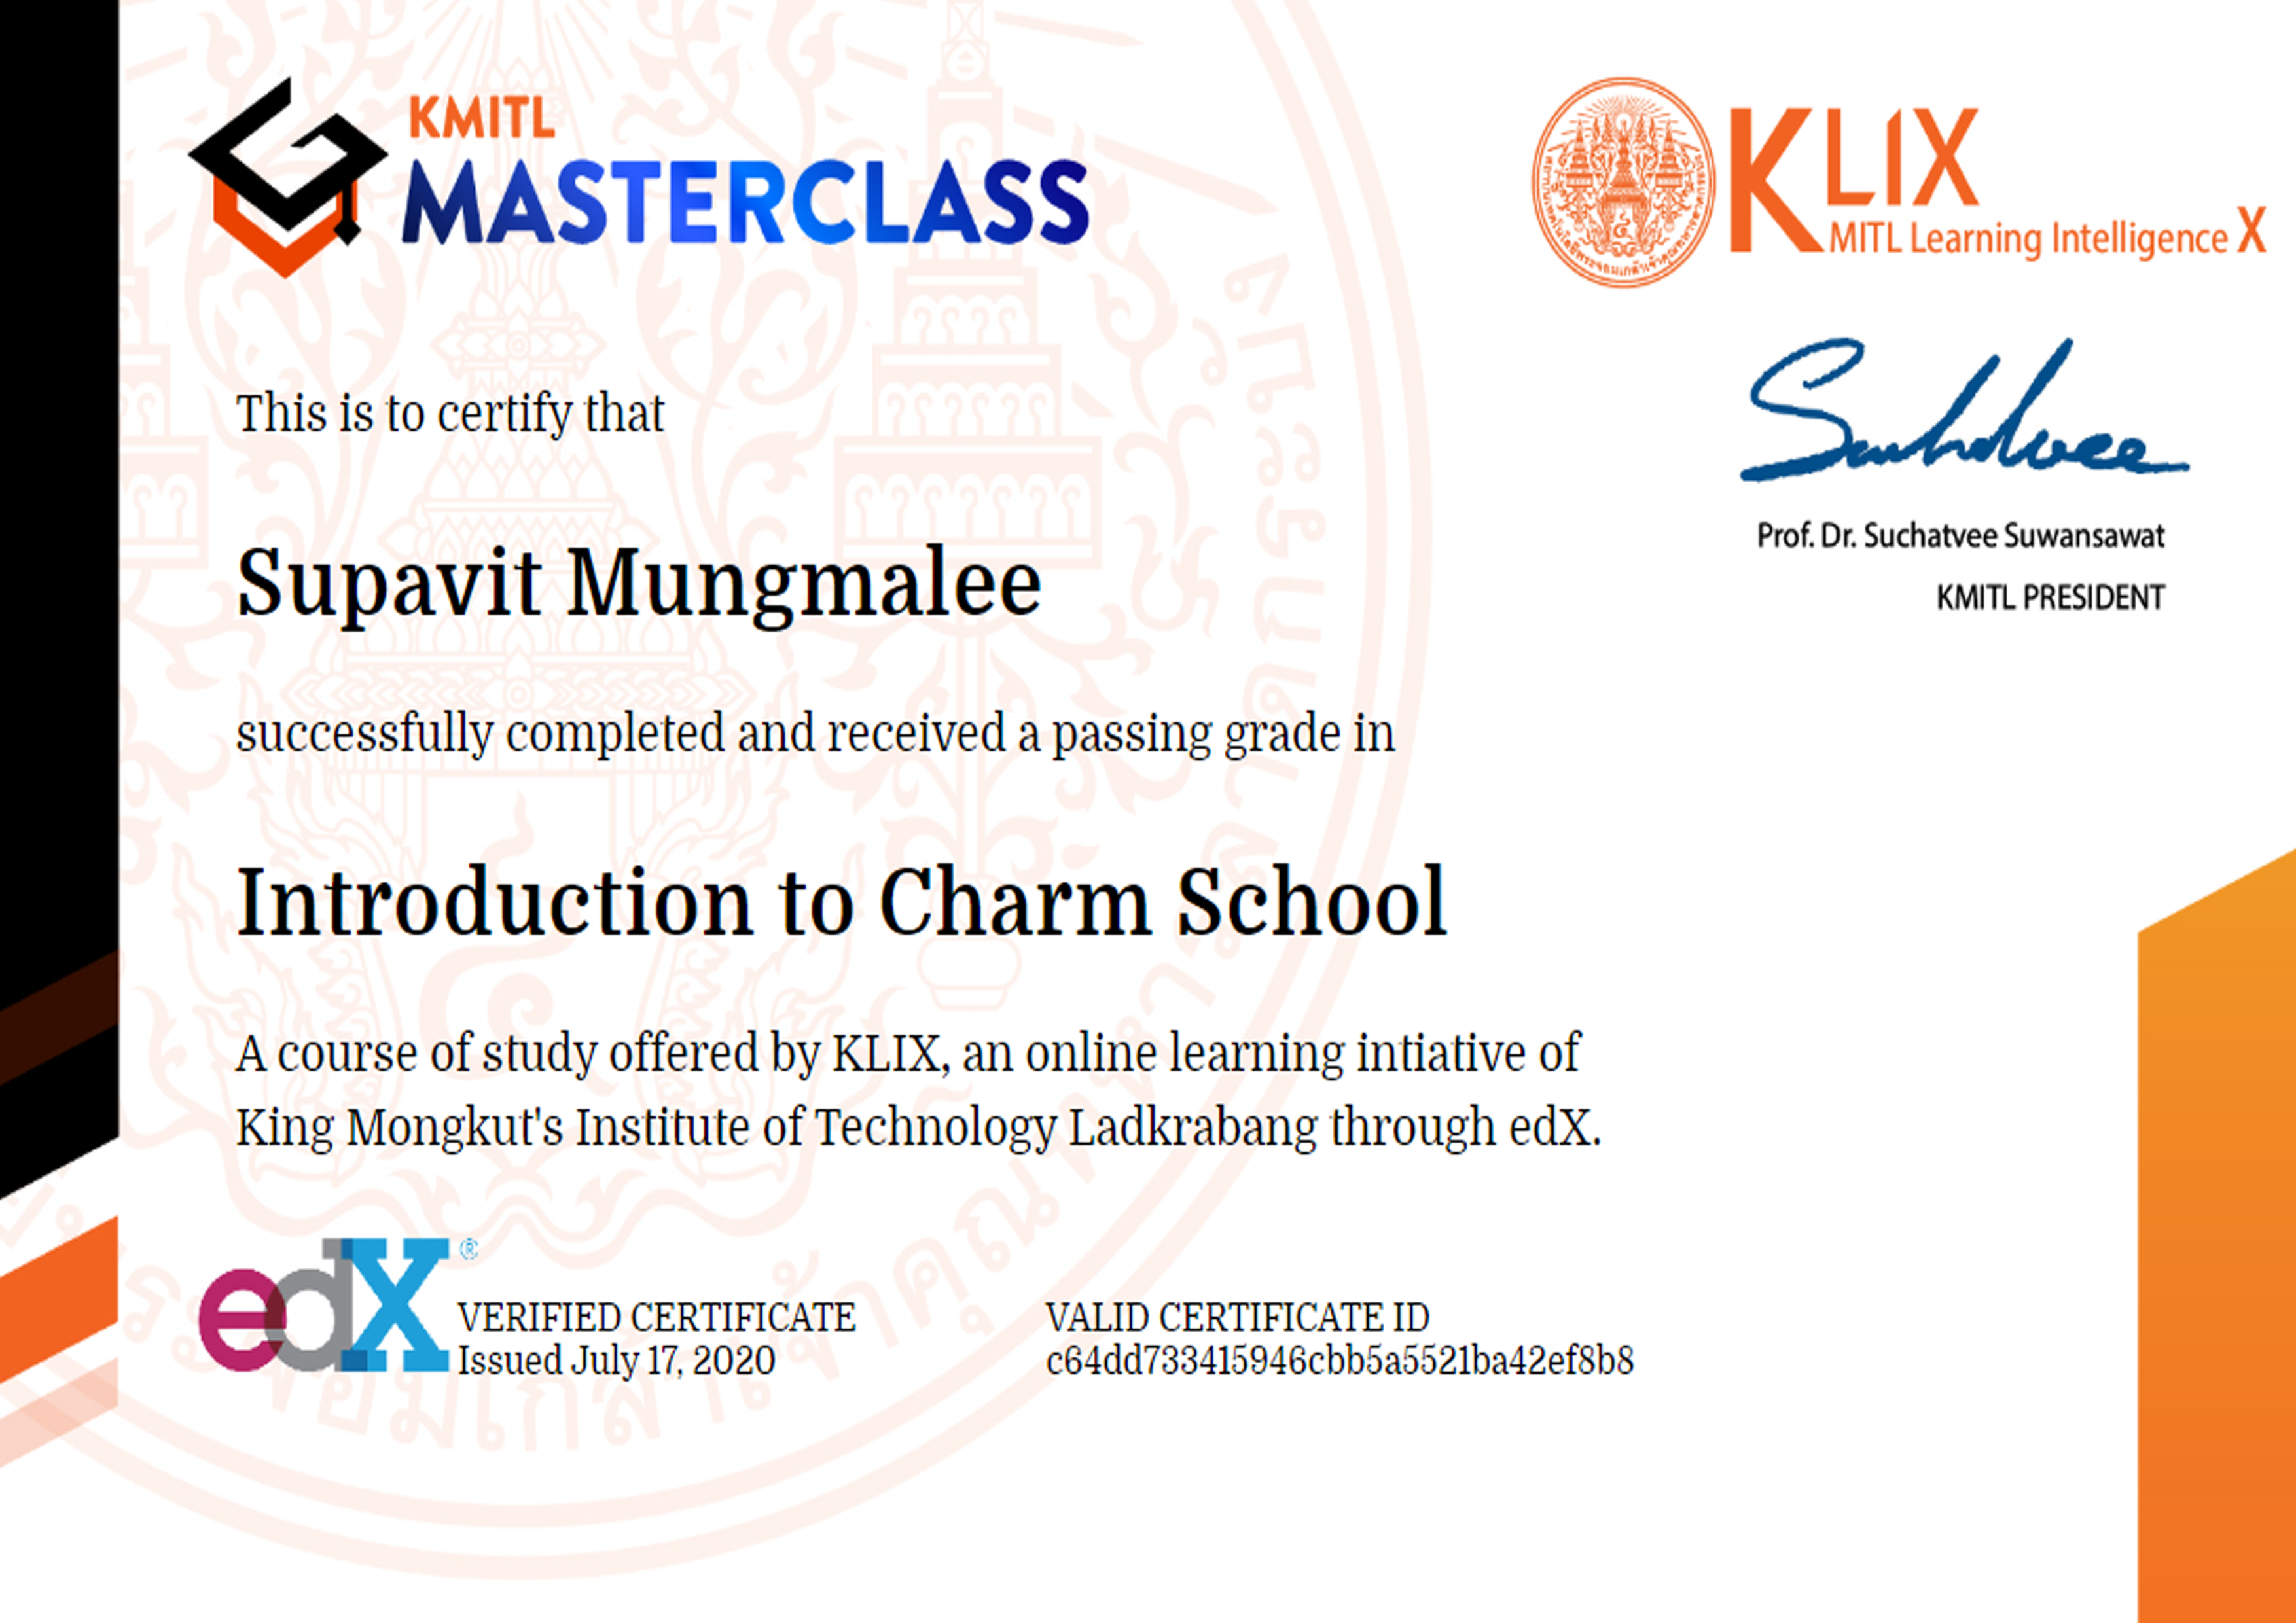 KMITL
MASTERCLASS
KLIX
MITL Learning Intelligence X
Prof. Dr. Suchatvee Suwansawat
KMITL PRESIDENT
This is to certify that
Supavit Mungmalee
successfully completed and received a passing grade in
Introduction to Charm School
A course of study offered by KLIX, an online learning intiative of
King Mongkut's Institute of Technology Ladkrabang through edX.
edX®
VERIFIED CERTIFICATE
Issued July 17, 2020
VALID CERTIFICATE ID
c64dd733415946cbb5a5521ba42ef8b8